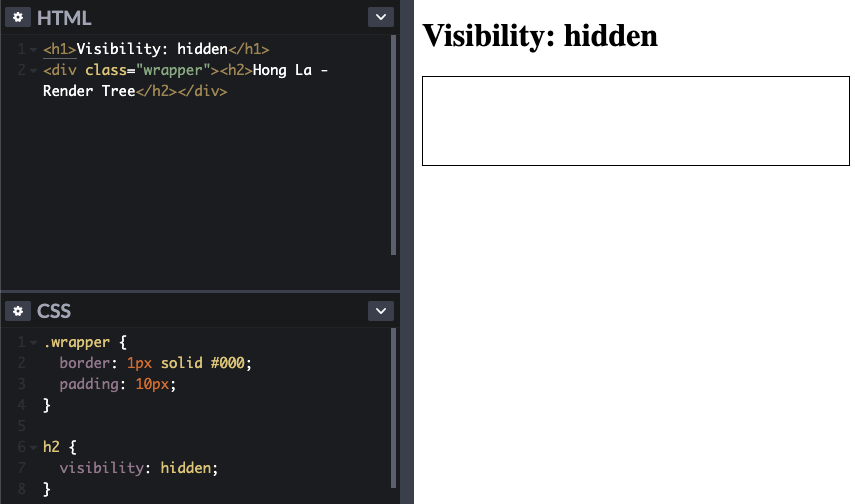 HTML
1 <h1>Visibility: hidden</h1>
2 <div class="wrapper"><h2>Hong La -
Render Tree</h2></div>
CSS
1 .wrapper {
2 border: 1px solid #000;
3 padding: 10px;
4 }
5
6 h2 {
7 visibility: hidden;
8 }
Visibility: hidden